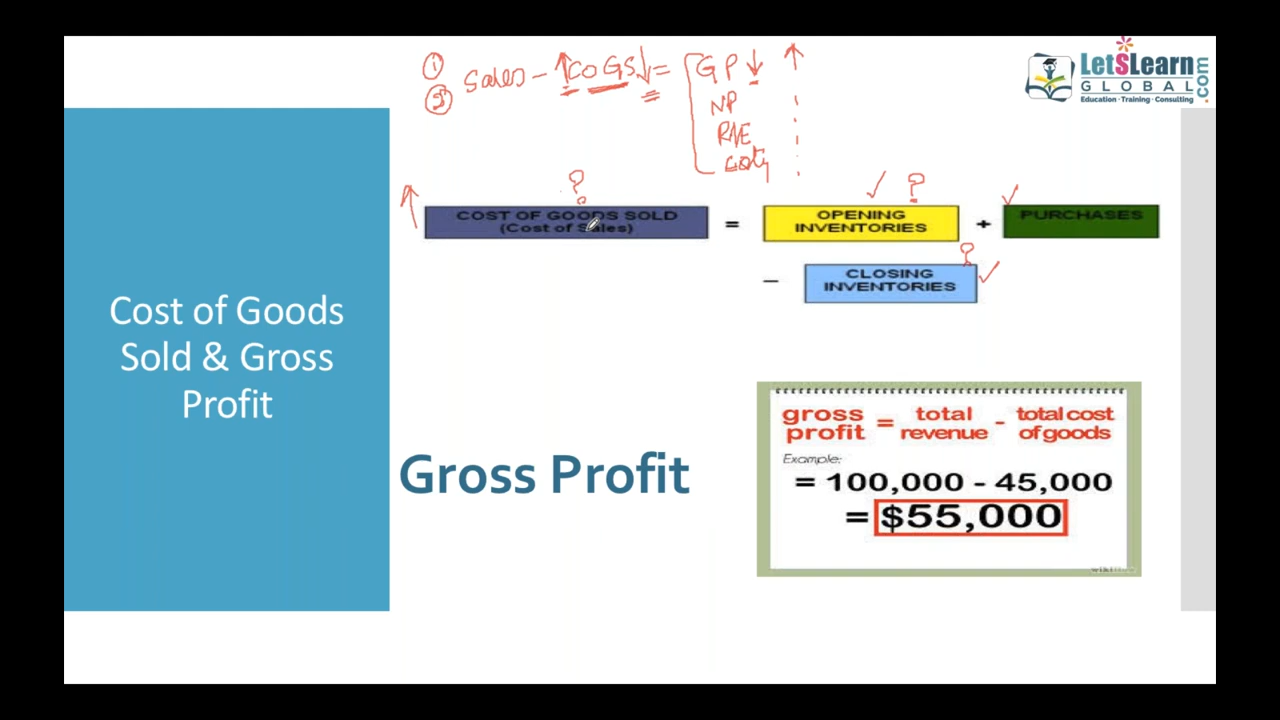 ① Sales - ↑COGS↓ = GP ↓ ↑
②
NP
R/E
LetSLearn
GLOBAL
.com
Education · Training · Consulting
? ✓ ? ✓
↑ COST OF GOODS SOLD
(Cost of Sales)
=
OPENING
INVENTORIES
+
PURCHASES
? ✓
–
CLOSING
INVENTORIES
Cost of Goods
Sold & Gross
Profit
Gross Profit
gross profit = total revenue - total cost of goods
Example:
= 100,000 - 45,000
= $55,000